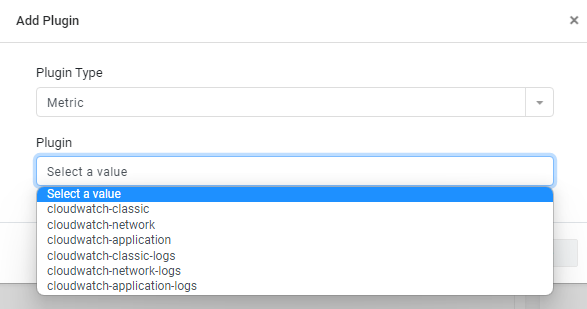 Add Plugin
×
Plugin Type
Metric
Plugin
Select a value
Select a value
cloudwatch-classic
cloudwatch-network
cloudwatch-application
cloudwatch-classic-logs
cloudwatch-network-logs
cloudwatch-application-logs